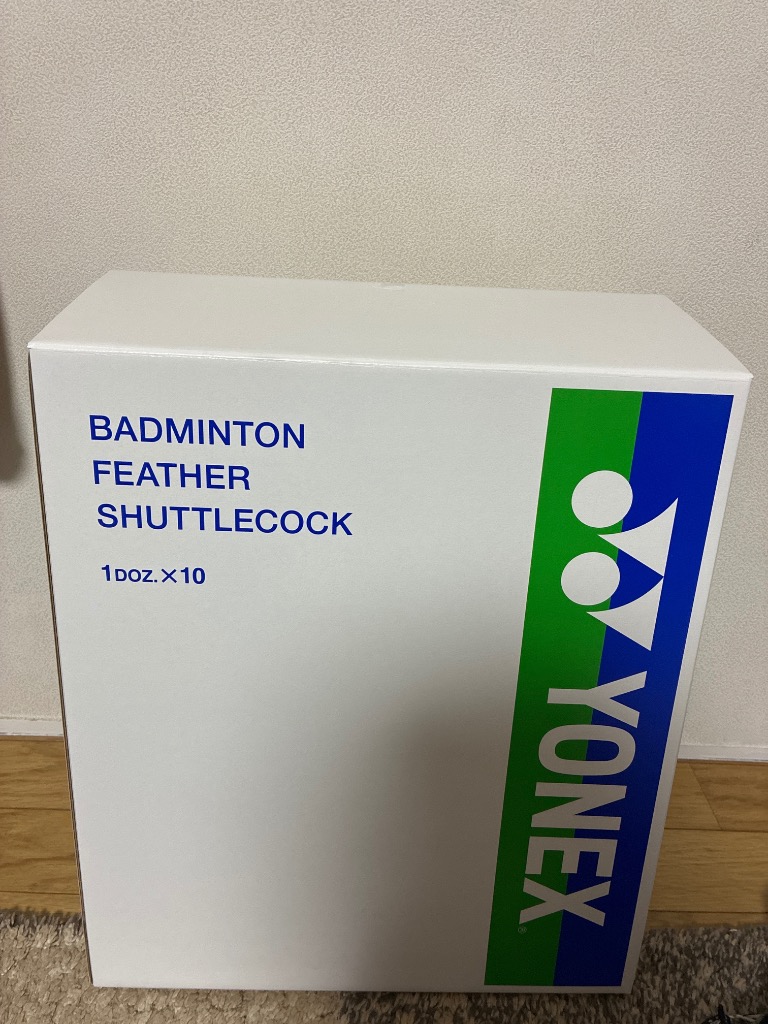 BADMINTON
FEATHER
SHUTTLECOCK
1DOZ.×10
YONEX®